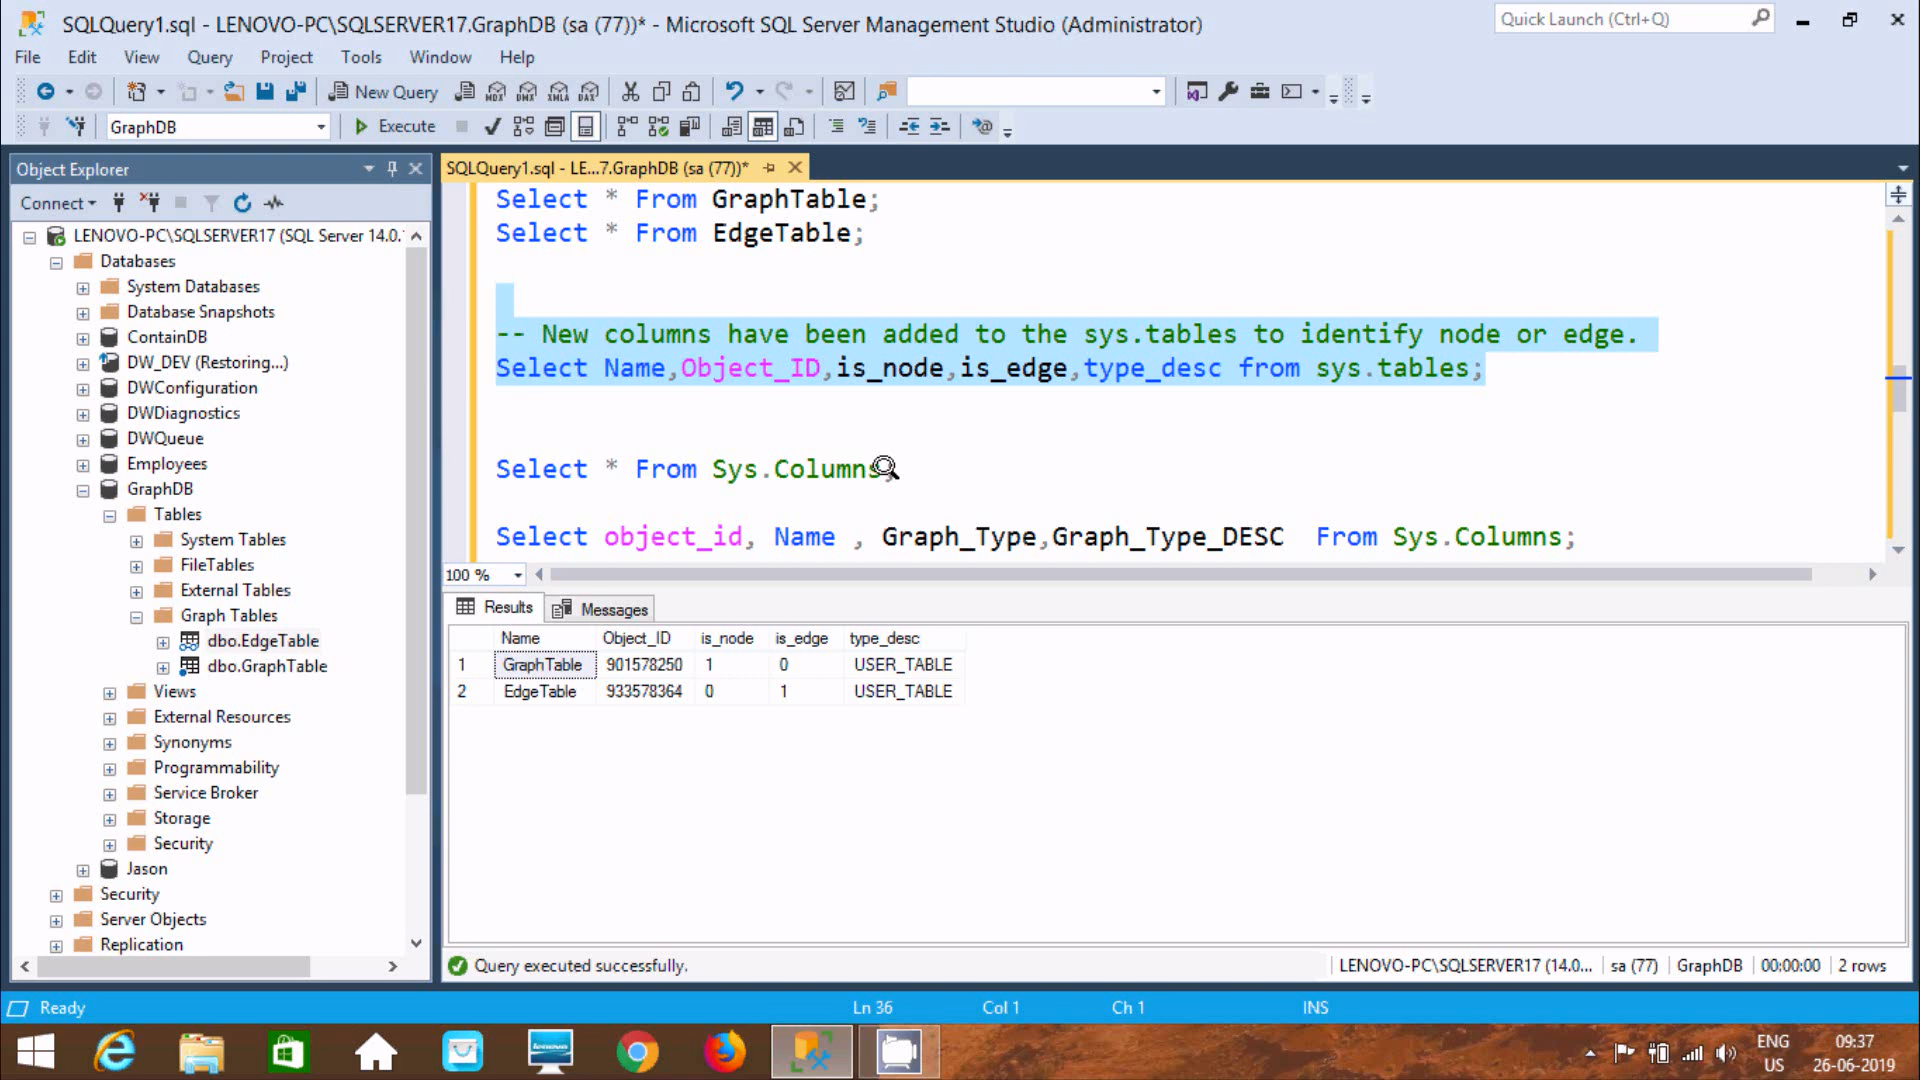 SQLQuery1.sql - LENOVO-PC\SQLSERVER17.GraphDB (sa (77))* - Microsoft SQL Server Management Studio (Administrator)
Quick Launch (Ctrl+Q)
File Edit View Query Project Tools Window Help
New Query
MDX DMX XMLA DAX
GraphDB
Execute
Object Explorer
SQLQuery1.sql - LE...7.GraphDB (sa (77))*
Connect
LENOVO-PC\SQLSERVER17 (SQL Server 14.0.
Databases
System Databases
Database Snapshots
ContainDB
DW_DEV (Restoring...)
DWConfiguration
DWDiagnostics
DWQueue
Employees
GraphDB
Tables
System Tables
FileTables
External Tables
Graph Tables
dbo.EdgeTable
dbo.GraphTable
Views
External Resources
Synonyms
Programmability
Service Broker
Storage
Security
Jason
Security
Server Objects
Replication
Select * From GraphTable;
Select * From EdgeTable;
-- New columns have been added to the sys.tables to identify node or edge.
Select Name,Object_ID,is_node,is_edge,type_desc from sys.tables;
Select * From Sys.Columns;
Select object_id, Name , Graph_Type,Graph_Type_DESC From Sys.Columns;
100 %
Results Messages
Name Object_ID is_node is_edge type_desc
1 GraphTable 901578250 1 0 USER_TABLE
2 EdgeTable 933578364 0 1 USER_TABLE
Query executed successfully.
LENOVO-PC\SQLSERVER17 (14.0... sa (77) GraphDB 00:00:00 2 rows
Ready
Ln 36 Col 1 Ch 1 INS
ENG
US
09:37
26-06-2019